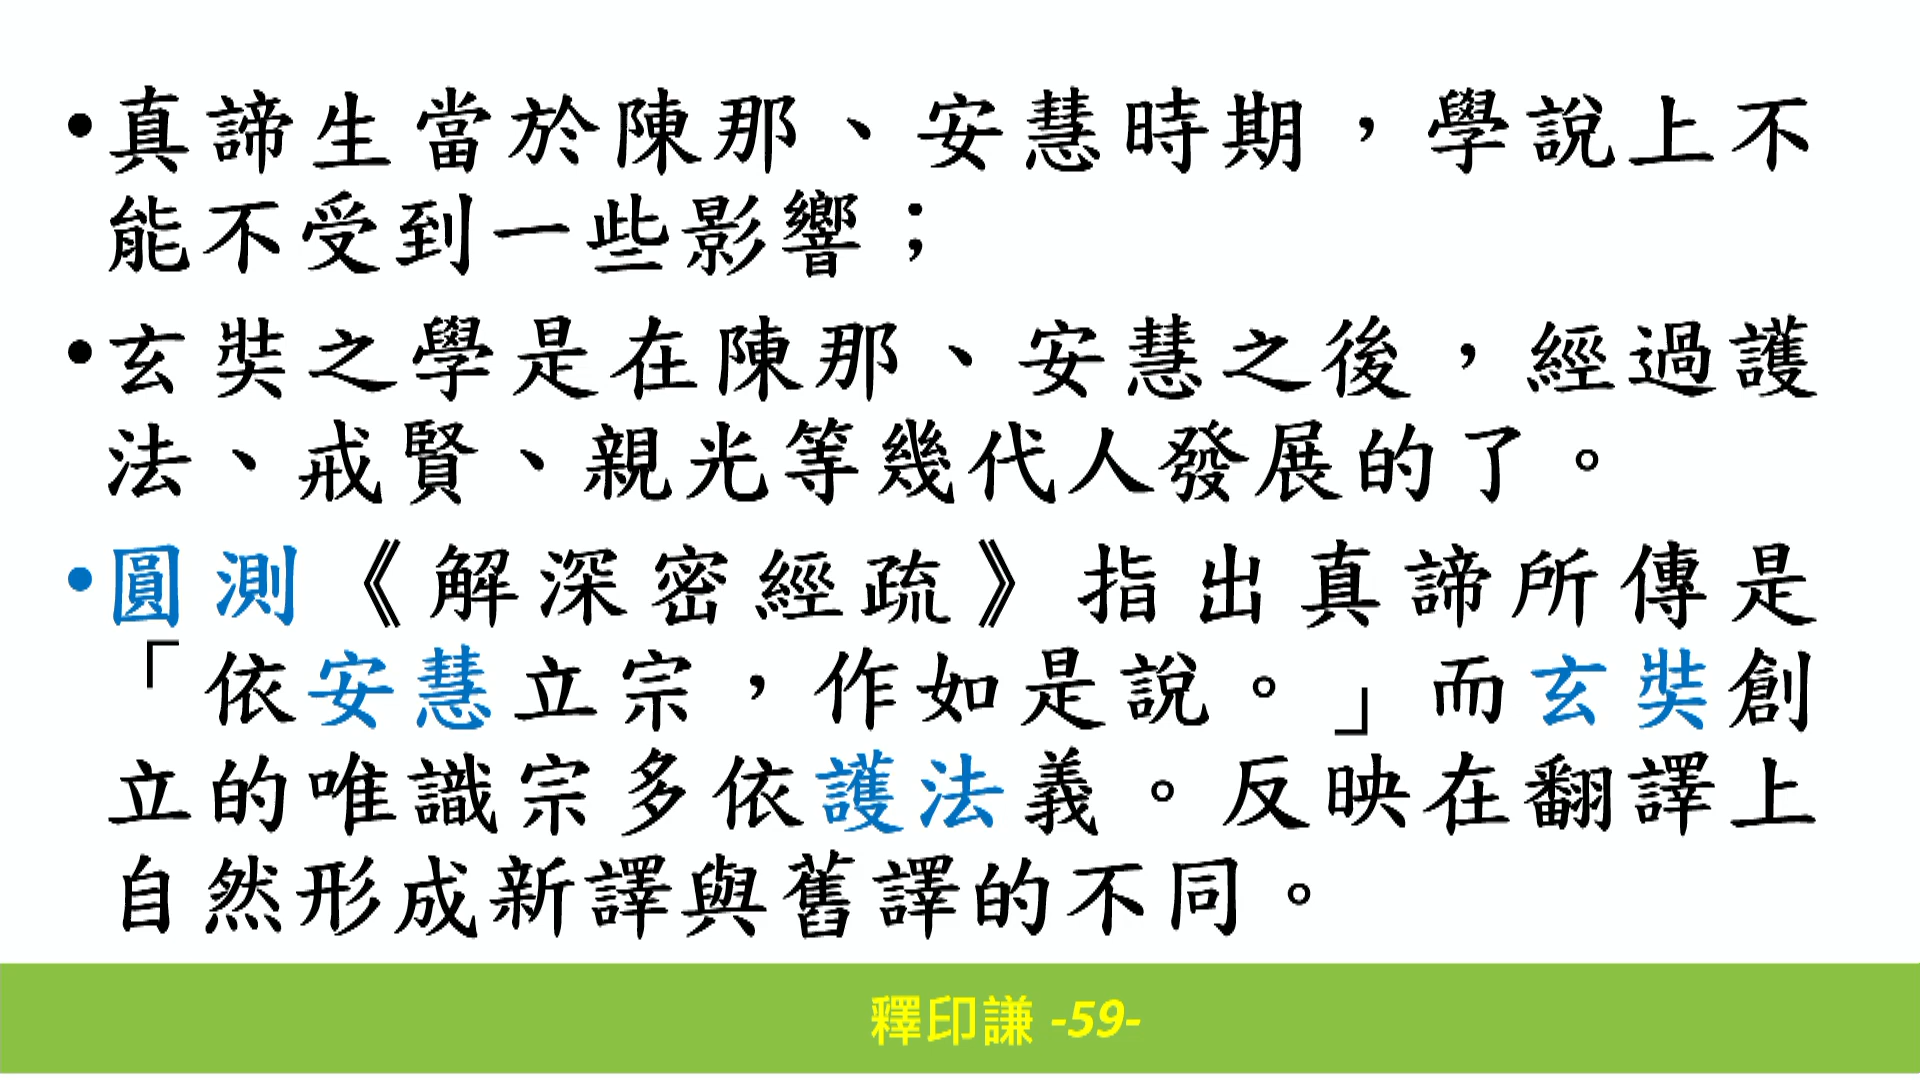 •真諦生當於陳那、安慧時期，學說上不
能不受到一些影響；
•玄奘之學是在陳那、安慧之後，經過護
法、戒賢、親光等幾代人發展的了。
•圓測《解深密經疏》指出真諦所傳是
「依安慧立宗，作如是說。」而玄奘創
立的唯識宗多依護法義。反映在翻譯上
自然形成新譯與舊譯的不同。
釋印謙 -59-